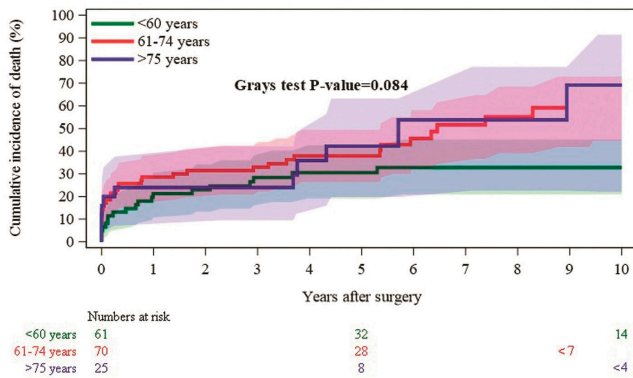 <60 years
61-74 years
>75 years
Grays test P-value=0.084
Cumulative incidence of death (%)
100
90
80
70
60
50
40
30
20
10
0
0 1 2 3 4 5 6 7 8 9 10
Years after surgery
Numbers at risk
<60 years 61 32 14
61-74 years 70 28 <7
>75 years 25 8 <4